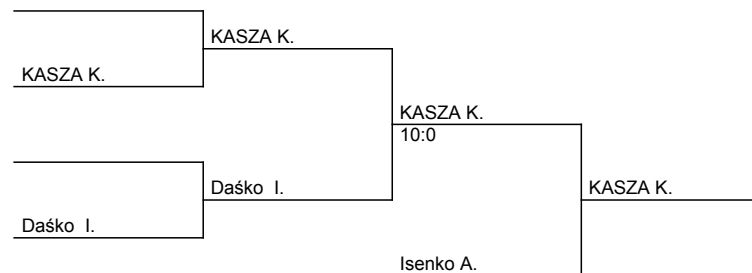 KASZA K.
KASZA K.
KASZA K.
10:0
Daśko I.
KASZA K.
Daśko I.
Isenko A.